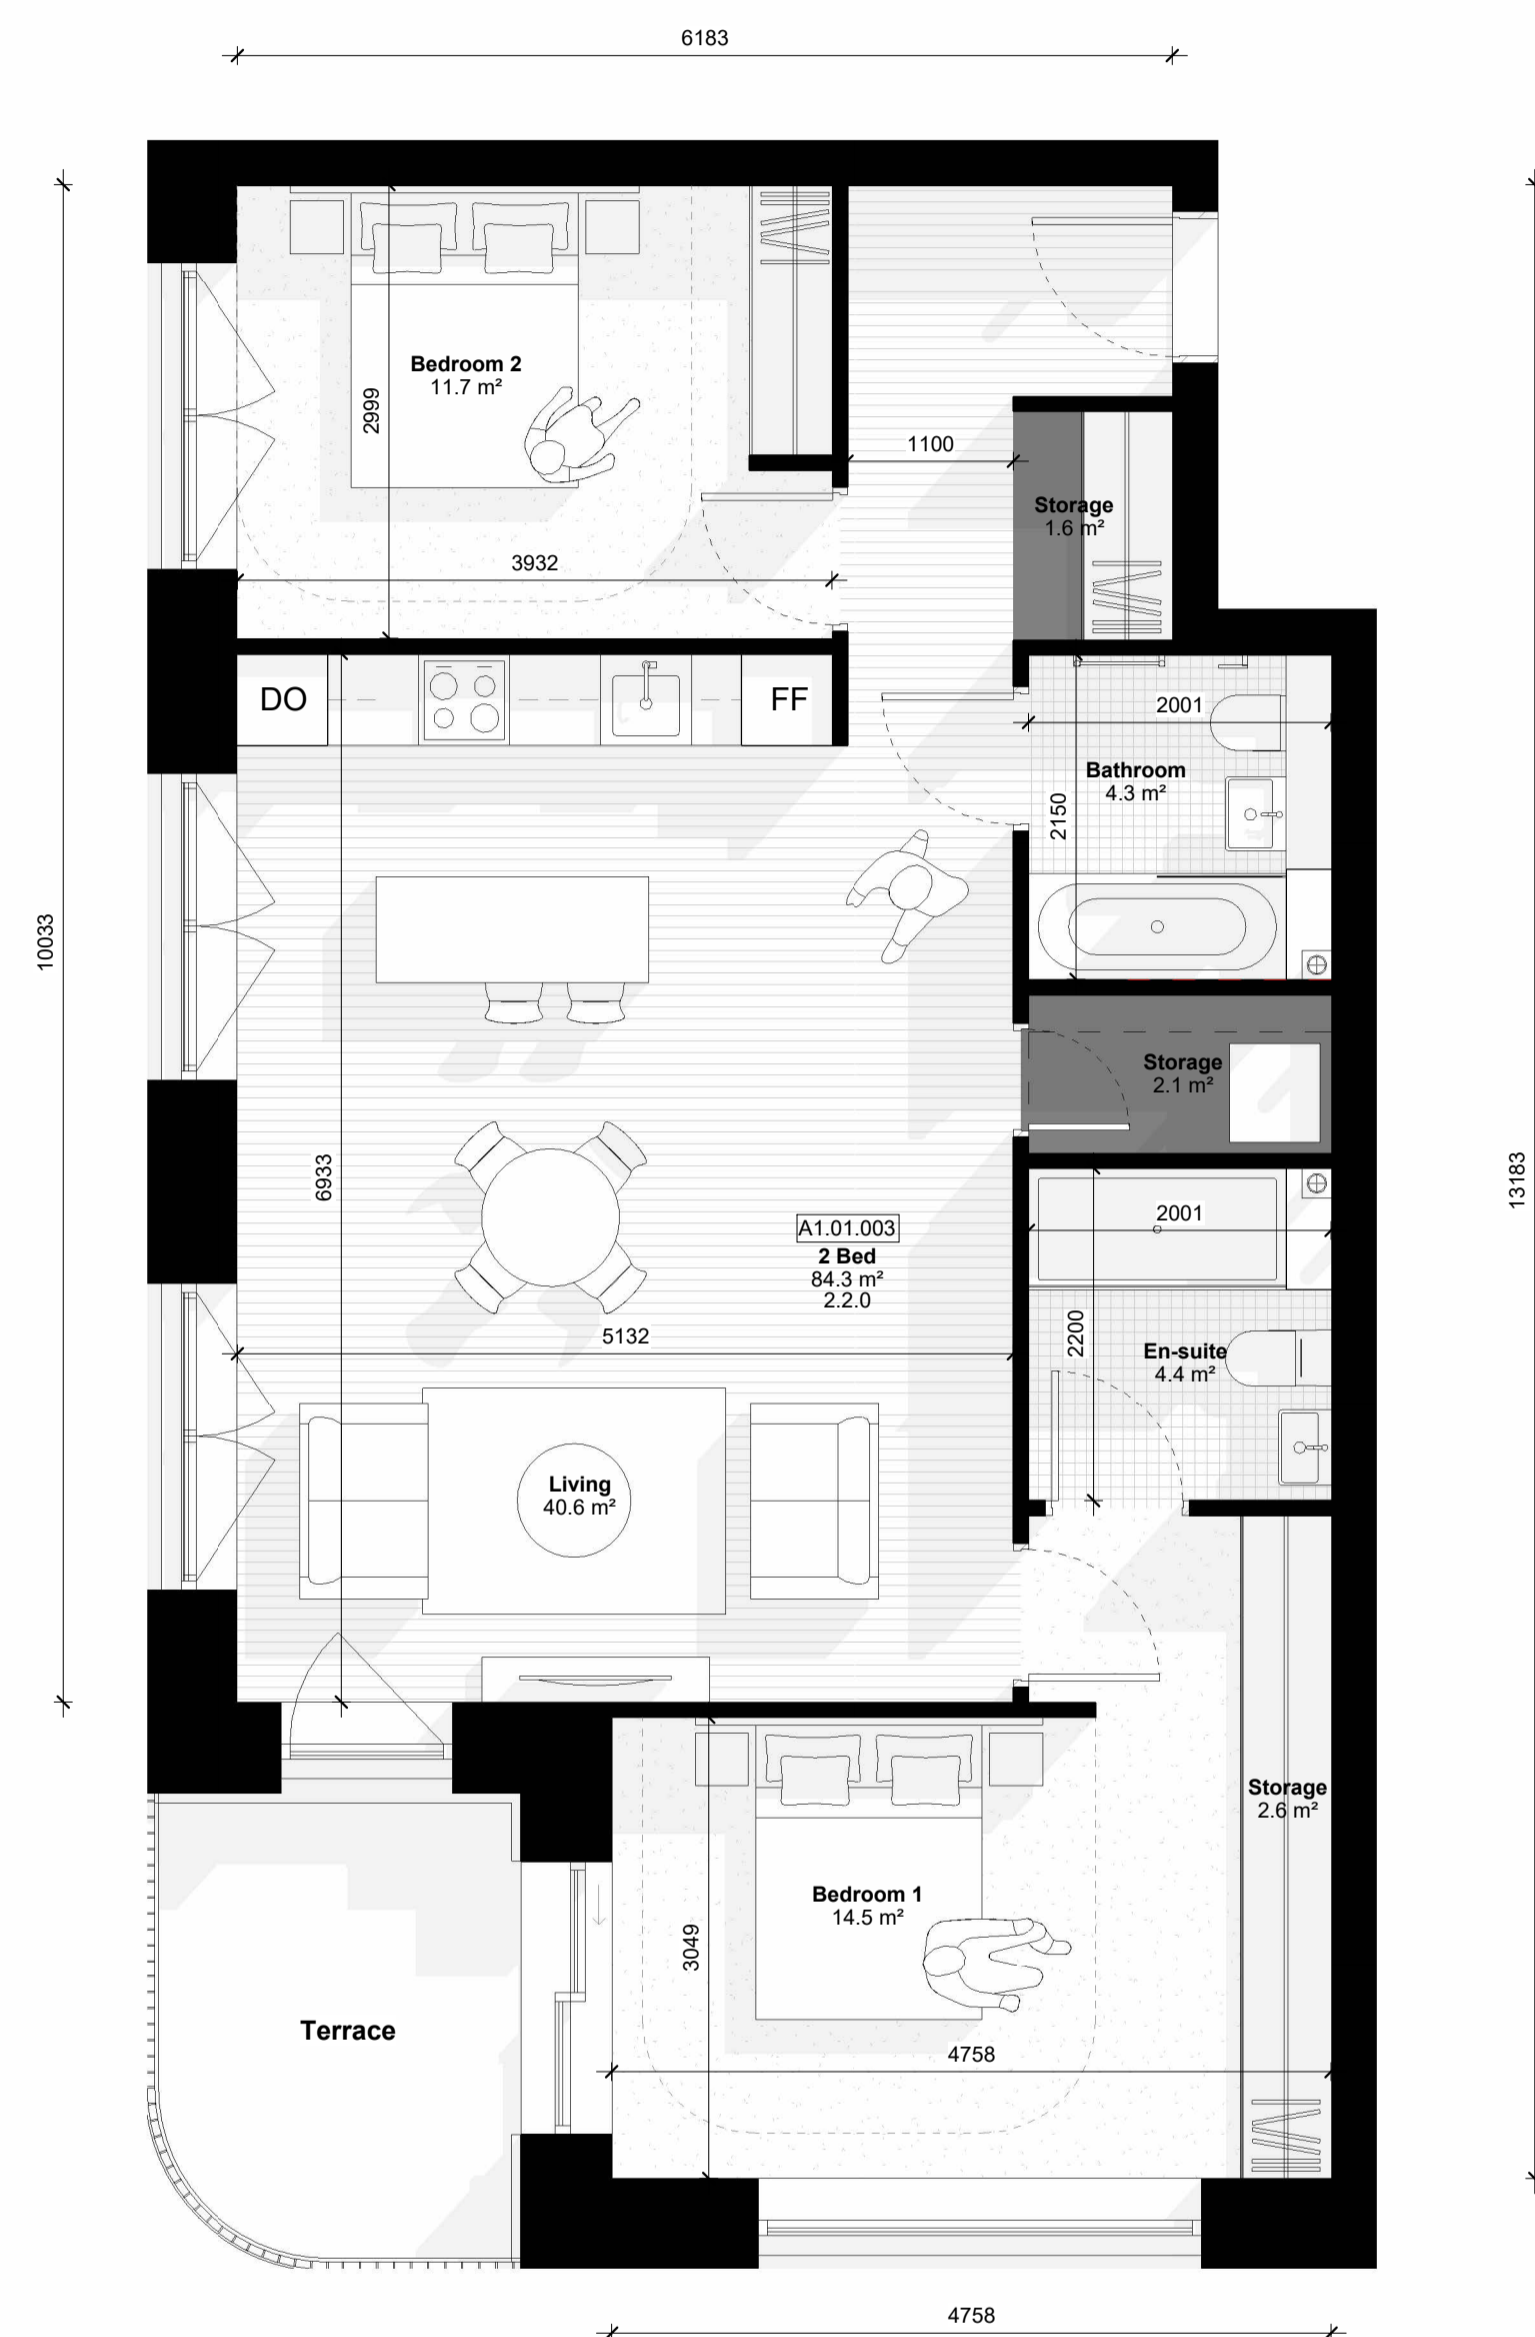 6183
Bedroom 2
11.7 m²
2999
1100
Storage
1.6 m²
3932
DO
FF
2001
Bathroom
4.3 m²
2150
10033
Storage
2.1 m²
6933
13183
A1.01.003
2 Bed
84.3 m²
2.2.0
2001
5132
2200
En-suite
4.4 m²
Living
40.6 m²
Storage
2.6 m²
Bedroom 1
14.5 m²
3049
Terrace
4758
4758